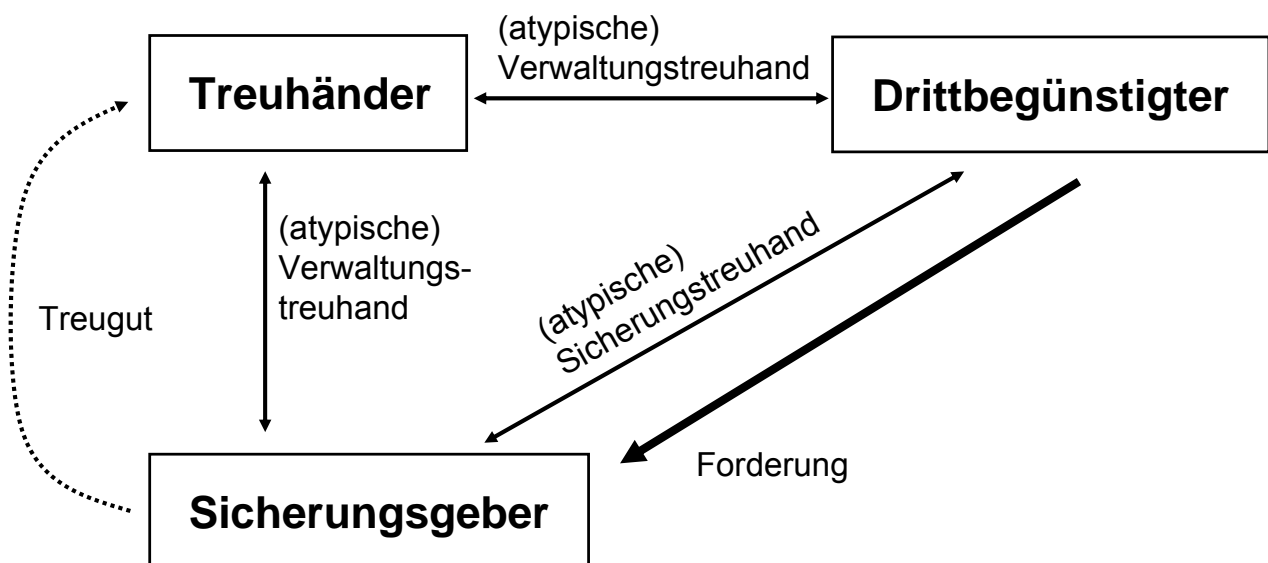 (atypische)
Verwaltungstreuhand
Treuhänder
Drittbegünstigter
(atypische)
Verwaltungs-
treuhand
(atypische)
Sicherungstreuhand
Treugut
Forderung
Sicherungsgeber